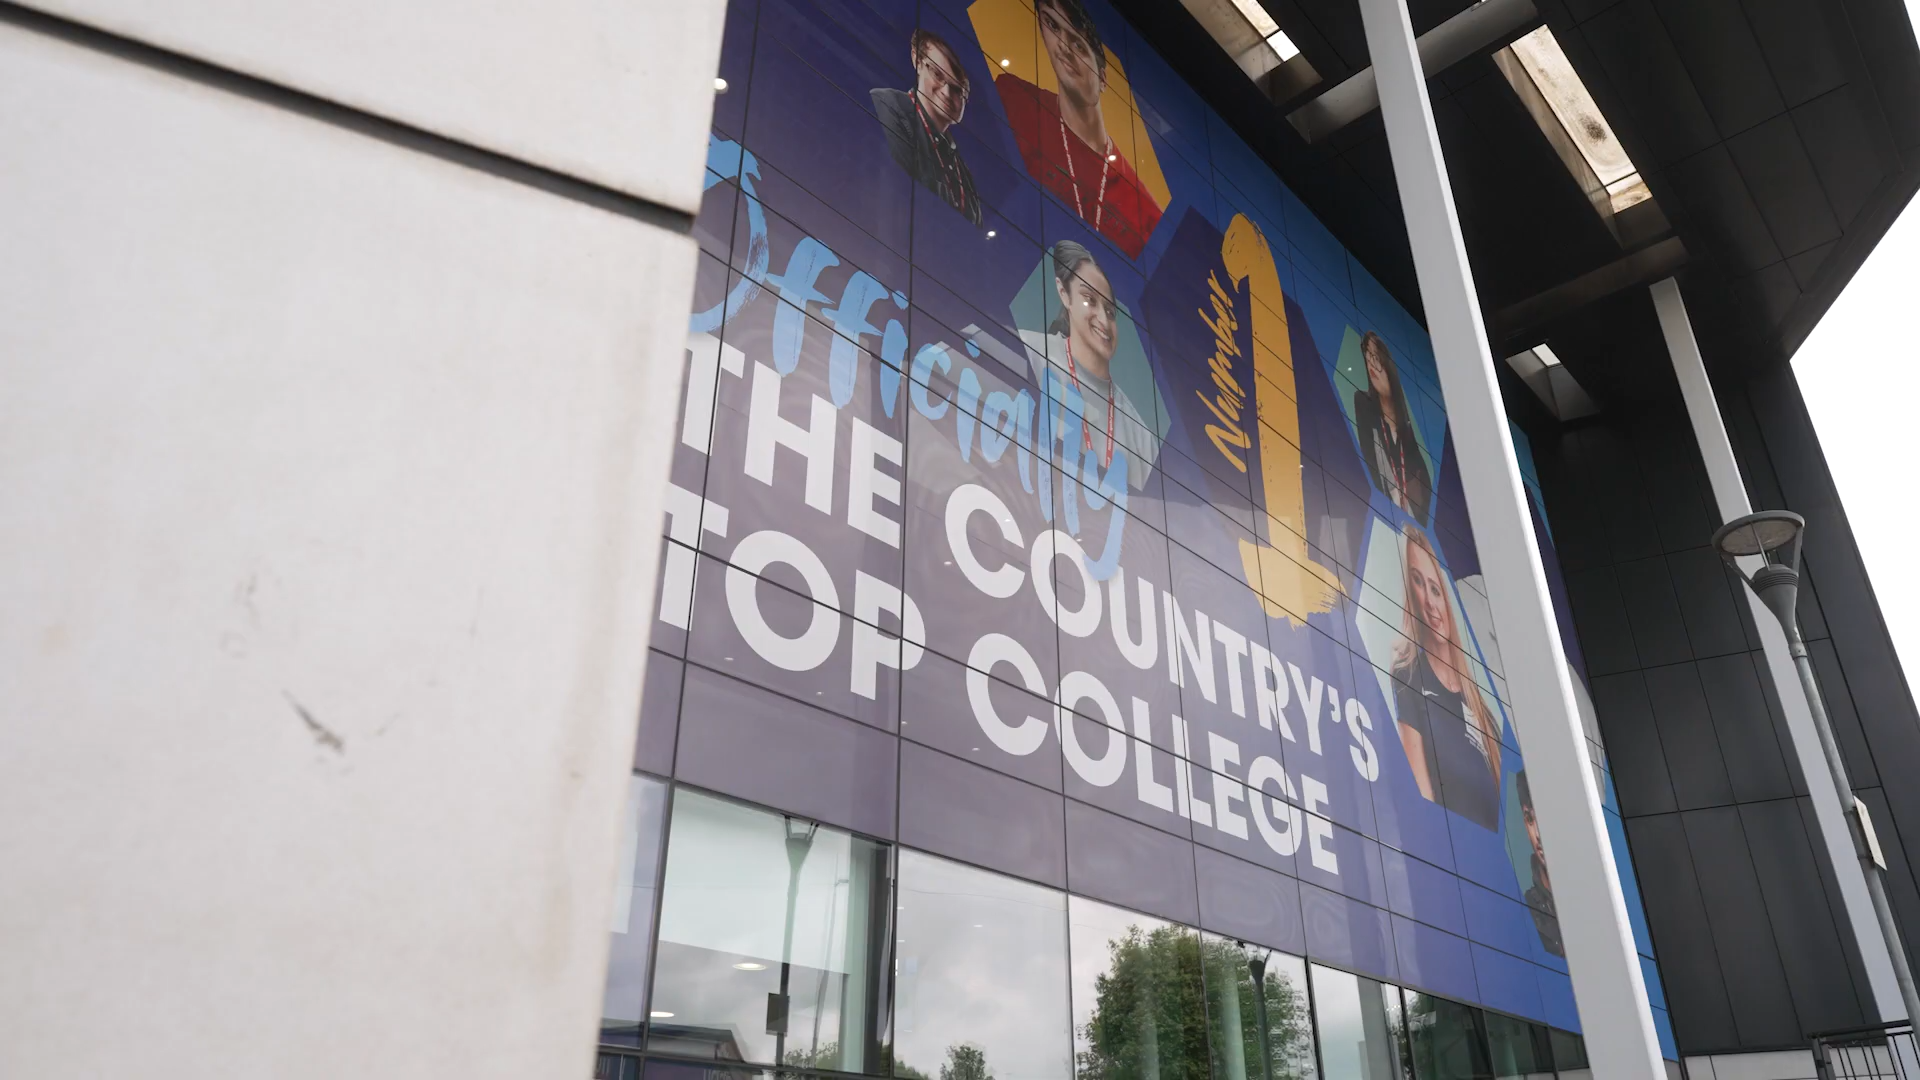 Officially
THE COUNTRY'S
TOP COLLEGE
Number
1